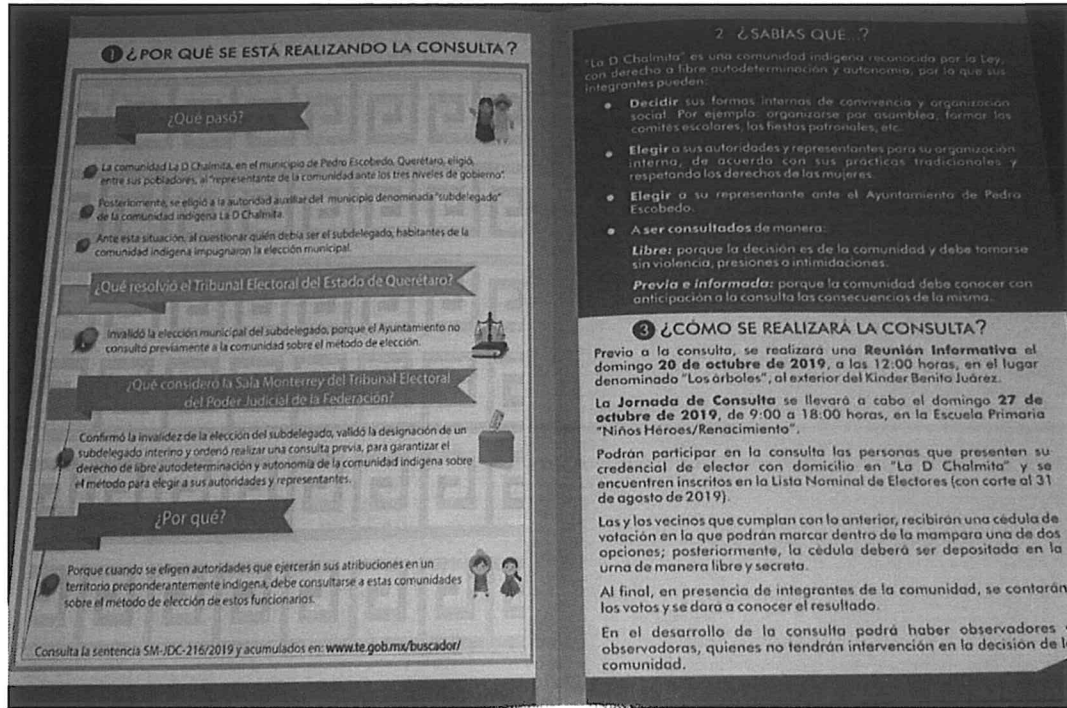 1 ¿POR QUÉ SE ESTÁ REALIZANDO LA CONSULTA?
¿Qué pasó?
La comunidad La D Chalmita, en el municipio de Pedro Escobedo, Querétaro, eligió,
entre sus pobladores, al "representante de la comunidad ante los tres niveles de gobierno".
Posteriormente, se eligió a la autoridad auxiliar del municipio denominada "subdelegado"
de la comunidad indígena La D Chalmita.
Ante esta situación, al cuestionar quién debía ser el subdelegado, habitantes de la
comunidad indígena impugnaron la elección municipal.
¿Qué resolvió el Tribunal Electoral del Estado de Querétaro?
Invalidó la elección municipal del subdelegado, porque el Ayuntamiento no
consultó previamente a la comunidad sobre el método de elección.
¿Qué consideró la Sala Monterrey del Tribunal Electoral
del Poder Judicial de la Federación?
Confirmó la invalidez de la elección del subdelegado, validó la designación de un
subdelegado interino y ordenó realizar una consulta previa, para garantizar el
derecho de libre autodeterminación y autonomía de la comunidad indígena sobre
el método para elegir a sus autoridades y representantes.
¿Por qué?
Porque cuando se eligen autoridades que ejercerán sus atribuciones en un
territorio preponderantemente indígena, debe consultarse a estas comunidades
sobre el método de elección de estos funcionarios.
Consulta la sentencia SM-JDC-216/2019 y acumulados en: www.te.gob.mx/buscador/
2 ¿SABÍAS QUE...?
"La D Chalmita" es una comunidad indígena reconocida por la Ley,
con derecho a libre autodeterminación y autonomía, por la que sus
integrantes pueden:
• Decidir sus formas internas de convivencia y organización
social. Por ejemplo: organizarse por asamblea, formar los
comités escolares, las fiestas patronales, etc.
• Elegir a sus autoridades y representantes para su organización
interna, de acuerdo con sus prácticas tradicionales y
respetando los derechos de las mujeres.
• Elegir a su representante ante el Ayuntamiento de Pedro
Escobedo.
• A ser consultados de manera:
Libre: porque la decisión es de la comunidad y debe tomarse
sin violencia, presiones o intimidaciones.
Previa e informada: porque la comunidad debe conocer con
anticipación a la consulta las consecuencias de la misma.
3 ¿CÓMO SE REALIZARÁ LA CONSULTA?
Previo a la consulta, se realizará una Reunión Informativa el
domingo 20 de octubre de 2019, a las 12:00 horas, en el lugar
denominado "Los árboles", al exterior del Kinder Benito Juárez.
La Jornada de Consulta se llevará a cabo el domingo 27 de
octubre de 2019, de 9:00 a 18:00 horas, en la Escuela Primaria
"Niños Héroes/Renacimiento".
Podrán participar en la consulta las personas que presenten su
credencial de elector con domicilio en "La D Chalmita" y se
encuentren inscritos en la Lista Nominal de Electores (con corte al 31
de agosto de 2019).
Las y los vecinos que cumplan con lo anterior, recibirán una cédula de
votación en la que podrán marcar dentro de la mampara una de dos
opciones; posteriormente, la cédula deberá ser depositada en la
urna de manera libre y secreta.
Al final, en presencia de integrantes de la comunidad, se contarán
los votos y se dará a conocer el resultado.
En el desarrollo de la consulta podrá haber observadores
observadoras, quienes no tendrán intervención en la decisión de
comunidad.